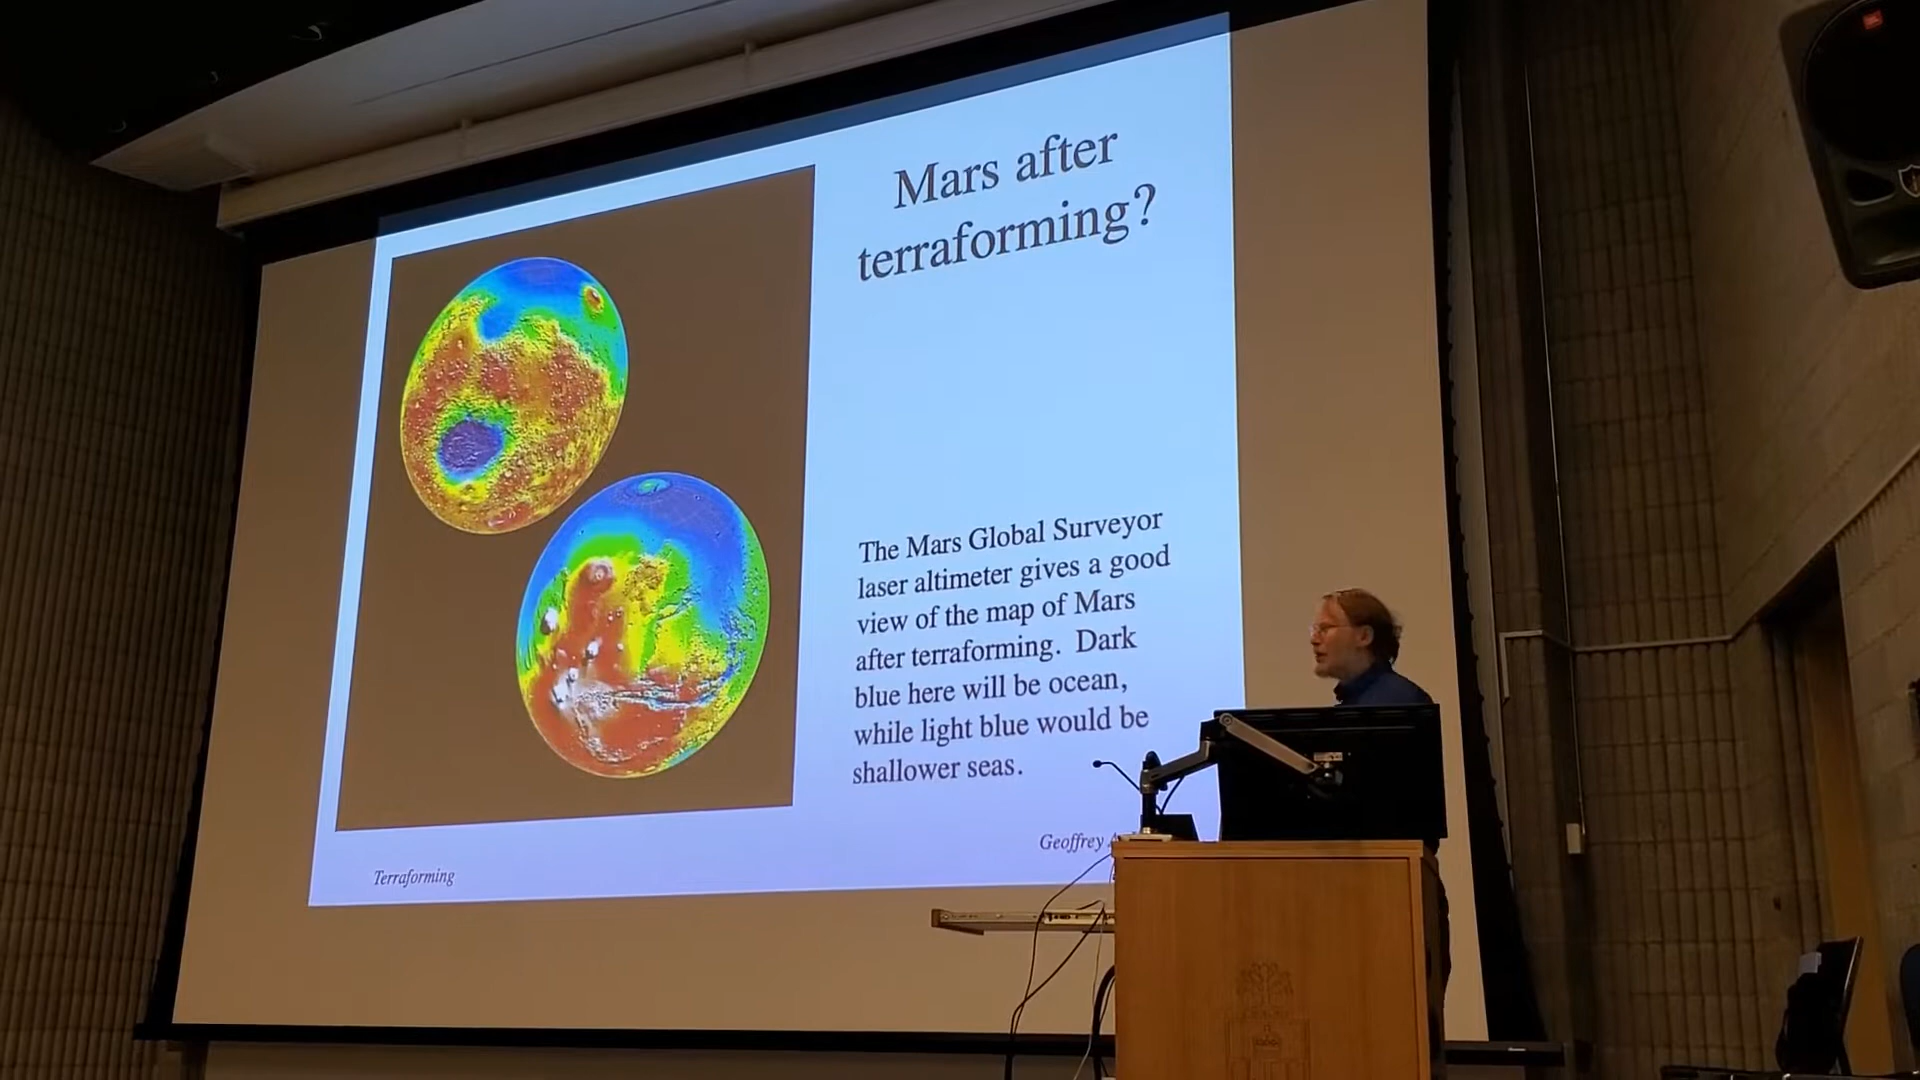 Mars after
terraforming?
The Mars Global Surveyor
laser altimeter gives a good
view of the map of Mars
after terraforming. Dark
blue here will be ocean,
while light blue would be
shallower seas.
Geoffrey
Terraforming